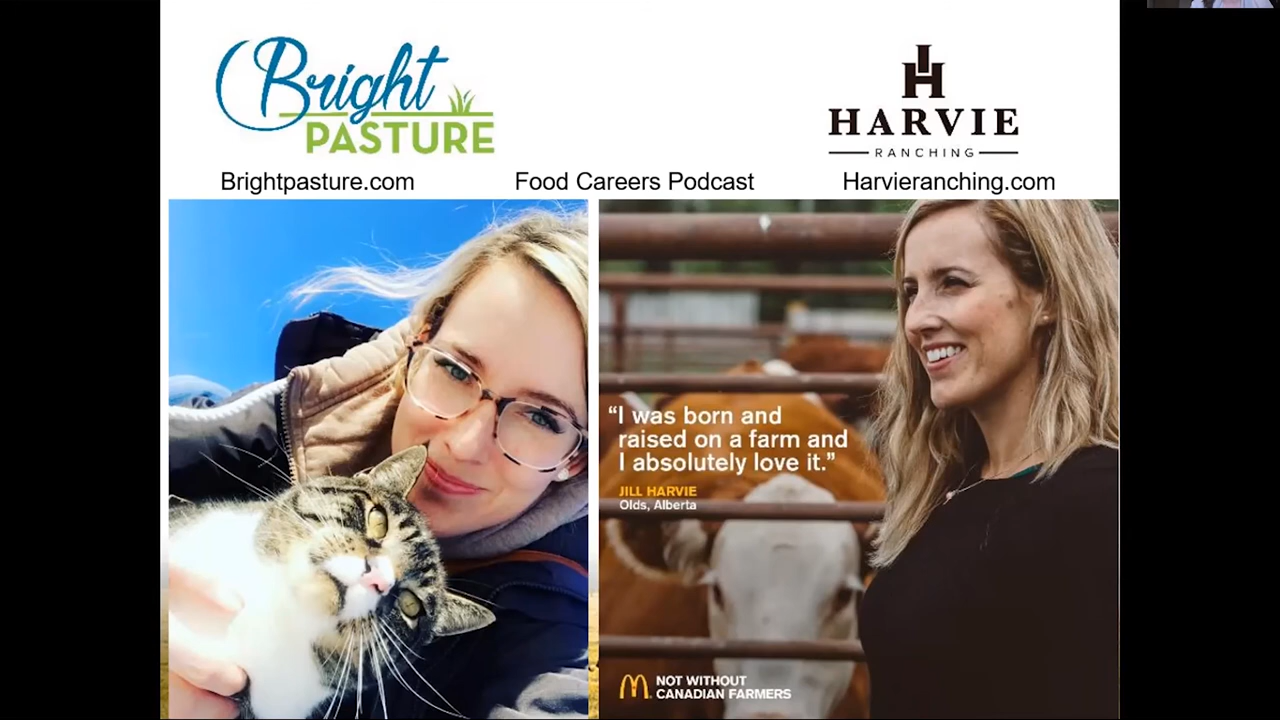 Bright
PASTURE
HARVIE
RANCHING
Brightpasture.com
Food Careers Podcast
Harvieranching.com
“I was born and
raised on a farm and
I absolutely love it.”
JILL HARVIE
Olds, Alberta
NOT WITHOUT
CANADIAN FARMERS